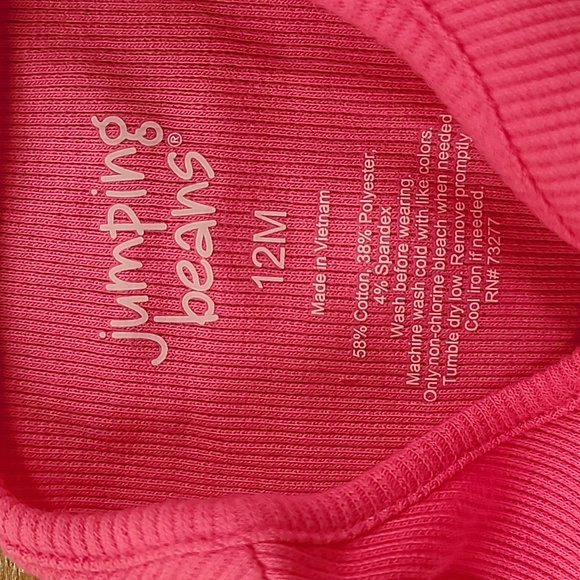 jumping
beans®
12M
Made in Vietnam
58% Cotton, 38% Polyester,
4% Spandex
Wash before wearing
Machine wash cold with like colors.
Only non-chlorine bleach when needed
Tumble dry low. Remove promptly
Cool Iron if needed.
RN# 73277